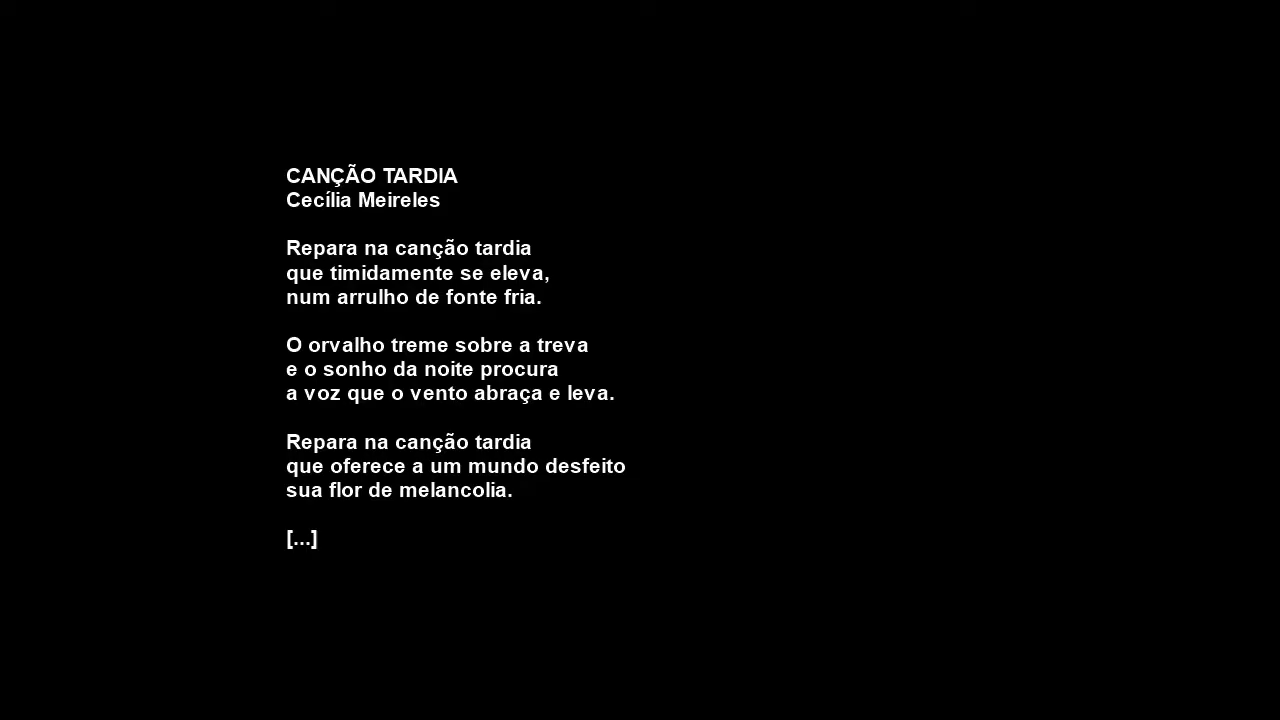 CANÇÃO TARDIA
Cecília Meireles
Repara na canção tardia
que timidamente se eleva,
num arrulho de fonte fria.
O orvalho treme sobre a treva
e o sonho da noite procura
a voz que o vento abraça e leva.
Repara na canção tardia
que oferece a um mundo desfeito
sua flor de melancolia.
[...]